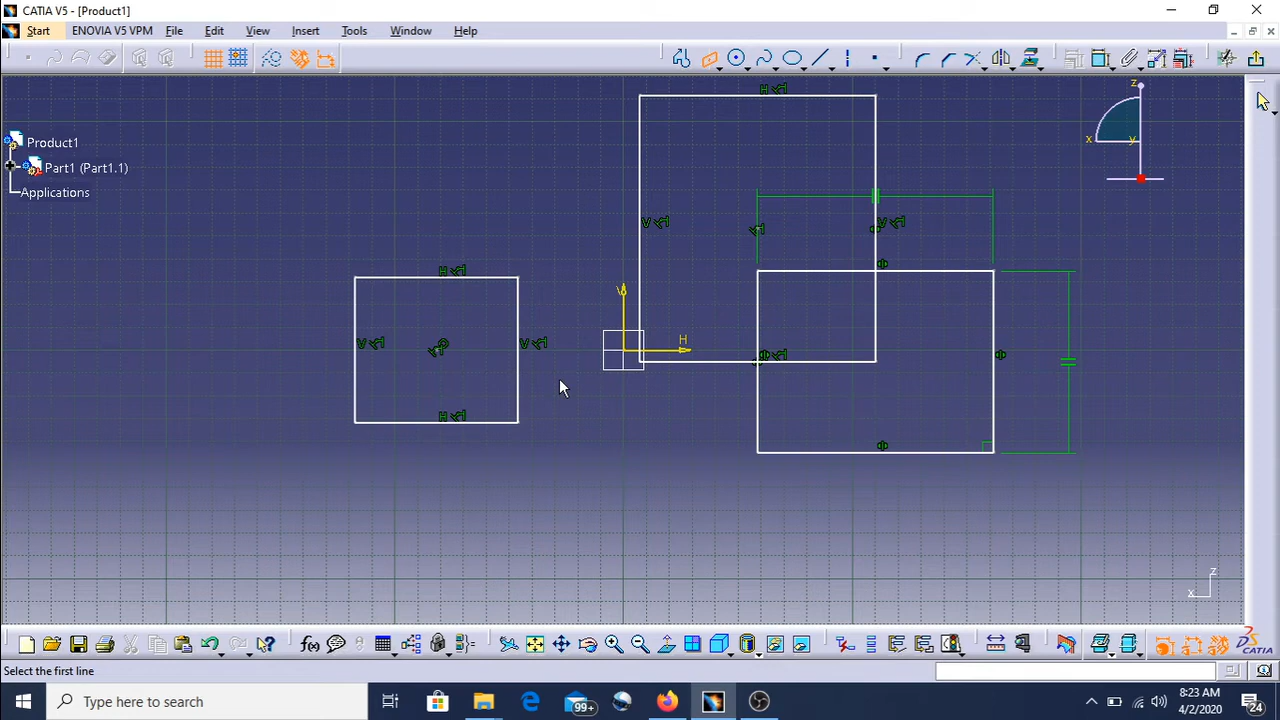 CATIA V5 - [Product1]
Start ENOVIA V5 VPM File Edit View Insert Tools Window Help
z
x y
Product1
Part1 (Part1.1)
Applications
H
V V
H
V V
V
H
H
z
x
f(x)
CATIA
Select the first line
Type here to search
99+
8:23 AM
4/2/2020
24